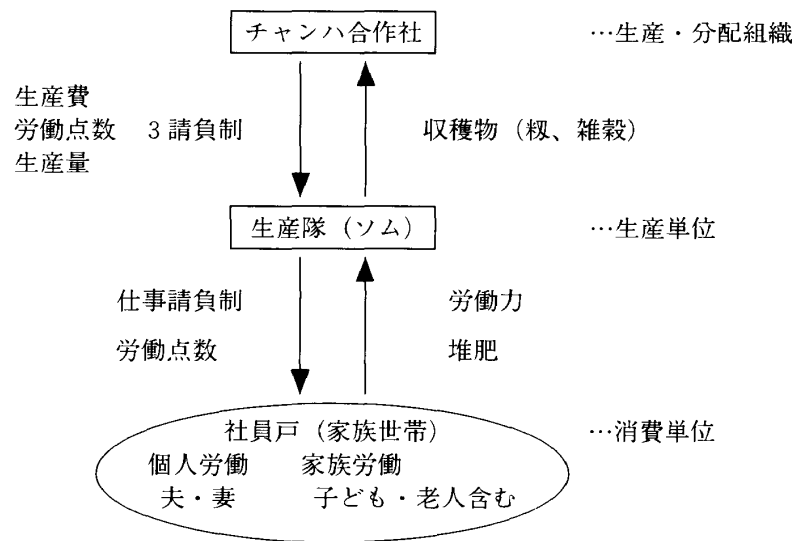 チャンハ合作社 …生産・分配組織
生産費
労働点数 3請負制 収穫物（籾、雑穀）
生産量
生産隊（ソム） …生産単位
仕事請負制 労働力
労働点数 堆肥
社員戸（家族世帯） …消費単位
個人労働 家族労働
夫・妻 子ども・老人含む